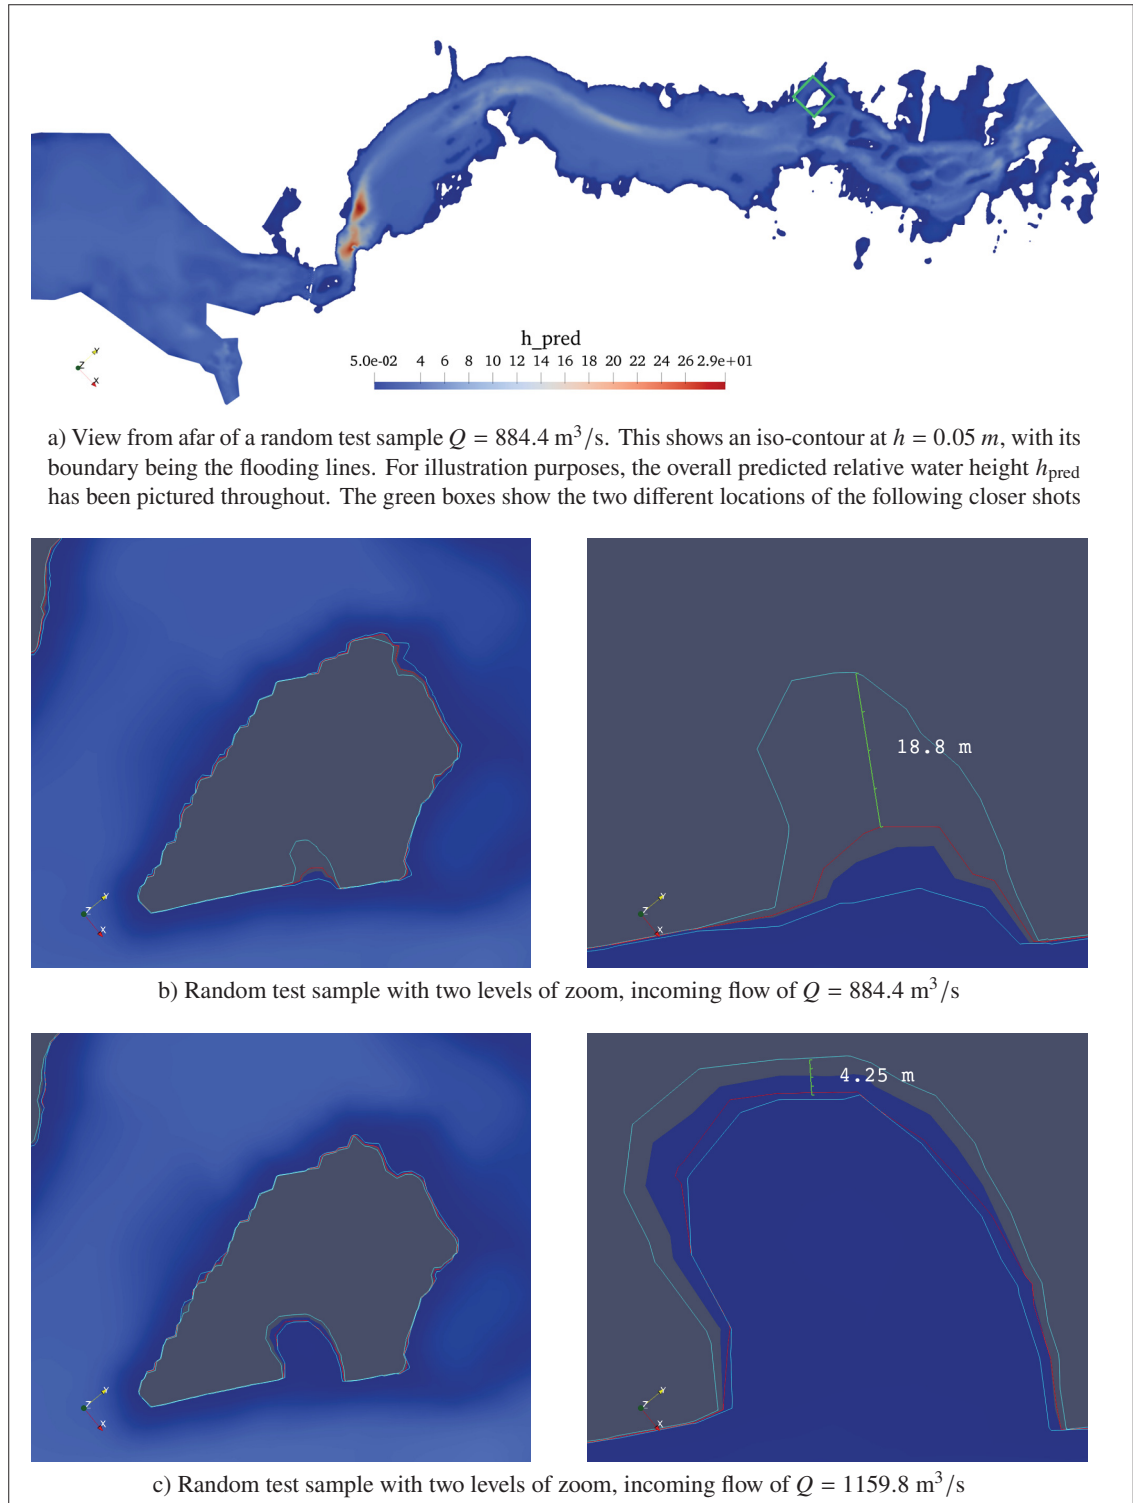 h_pred
5.0e-02 4 6 8 10 12 14 16 18 20 22 24 26 2.9e+01
Y
Z
X
a) View from afar of a random test sample Q = 884.4 m³/s. This shows an iso-contour at h = 0.05 m, with its
boundary being the flooding lines. For illustration purposes, the overall predicted relative water height h_pred
has been pictured throughout. The green boxes show the two different locations of the following closer shots
18.8 m
Y
Z
X
Y
Z
X
b) Random test sample with two levels of zoom, incoming flow of Q = 884.4 m³/s
4.25 m
Y
Z
X
Y
Z
X
c) Random test sample with two levels of zoom, incoming flow of Q = 1159.8 m³/s